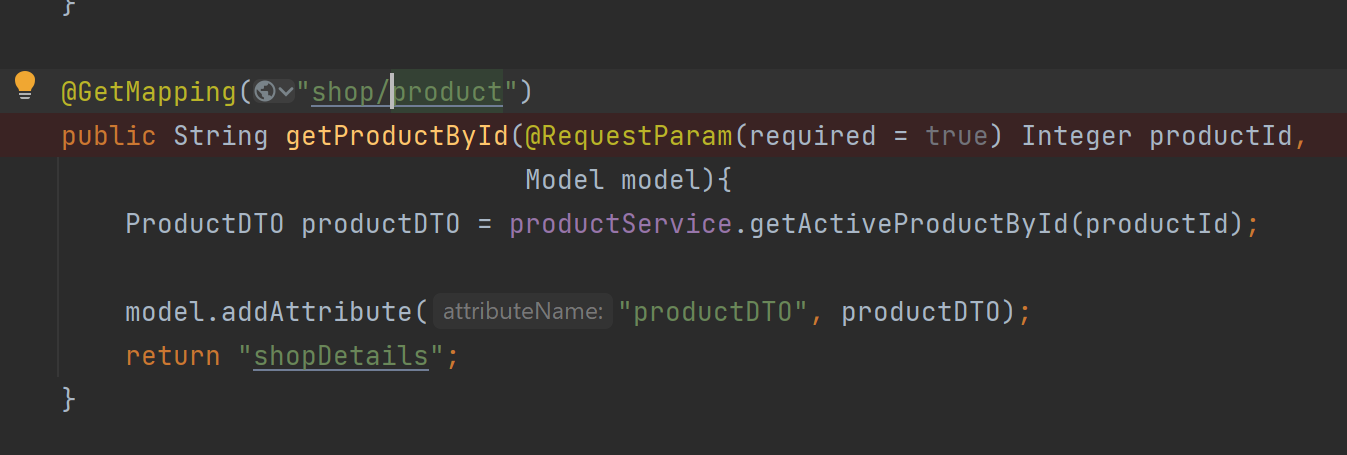 }
@GetMapping("shop/product")
public String getProductById(@RequestParam(required = true) Integer productId,
Model model){
ProductDTO productDTO = productService.getActiveProductById(productId);
model.addAttribute( attributeName: "productDTO", productDTO);
return "shopDetails";
}